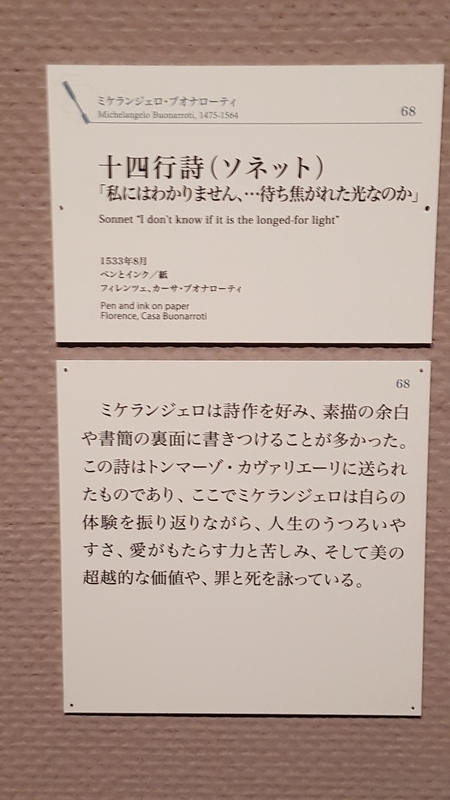 ミケランジェロ・ブオナローティ
Michelangelo Buonarroti, 1475-1564
68
十四行詩(ソネット)
「私にはわかりません、…待ち焦がれた光なのか」
Sonnet "I don't know if it is the longed-for light"
1533年8月
ペンとインク／紙
フィレンツェ、カーサ・ブオナローティ
Pen and ink on paper
Florence, Casa Buonarroti
68
ミケランジェロは詩作を好み、素描の余白
や書簡の裏面に書きつけることが多かった。
この詩はトンマーゾ・カヴァリエーリに送られ
たものであり、ここでミケランジェロは自らの
体験を振り返りながら、人生のうつろいや
すさ、愛がもたらす力と苦しみ、そして美の
超越的な価値や、罪と死を詠っている。